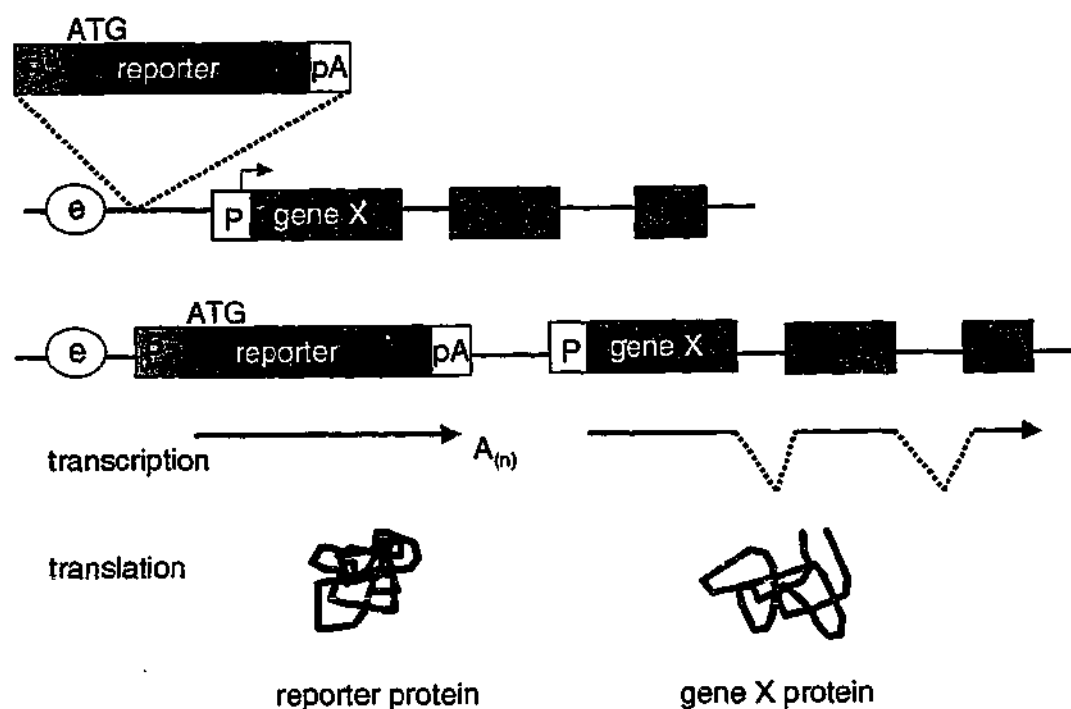 ATG
P reporter pA
e P gene X
ATG
e P reporter pA P gene X
transcription A(n)
translation
reporter protein gene X protein